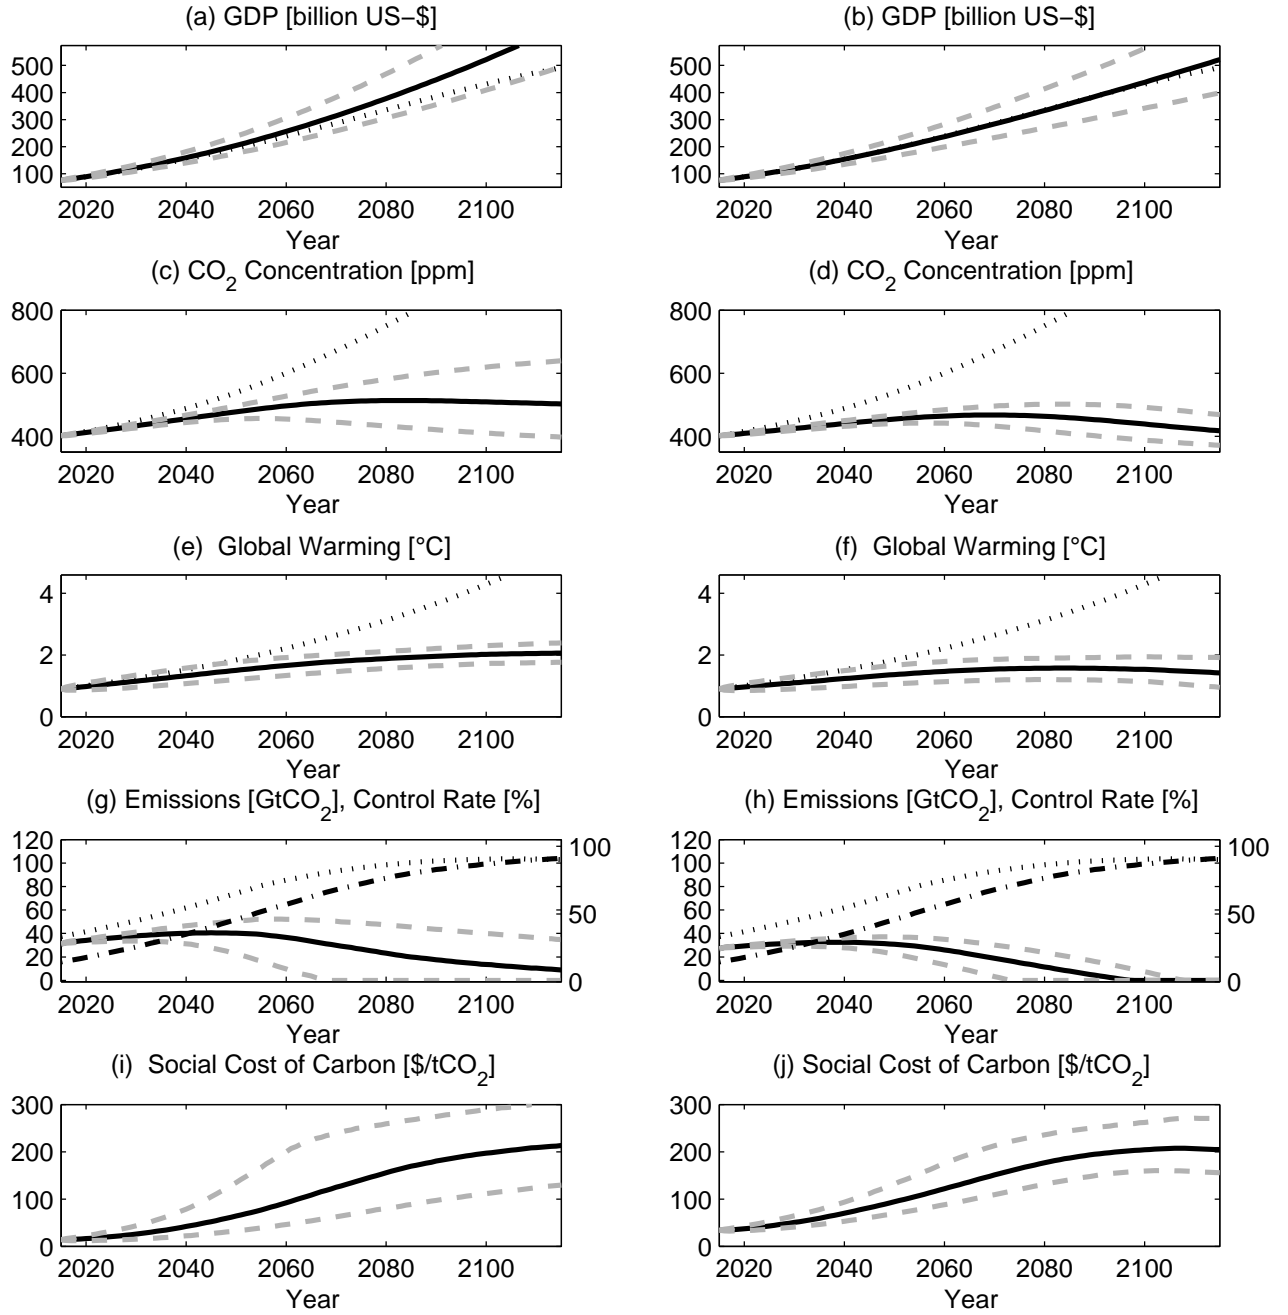 (a) GDP [billion US−$]
(b) GDP [billion US−$]
500
400
300
200
100
2020 2040 2060 2080 2100
Year
500
400
300
200
100
2020 2040 2060 2080 2100
Year
(c) CO2 Concentration [ppm]
(d) CO2 Concentration [ppm]
800
600
400
2020 2040 2060 2080 2100
Year
800
600
400
2020 2040 2060 2080 2100
Year
(e) Global Warming [°C]
(f) Global Warming [°C]
4
2
0
2020 2040 2060 2080 2100
Year
4
2
0
2020 2040 2060 2080 2100
Year
(g) Emissions [GtCO2], Control Rate [%]
(h) Emissions [GtCO2], Control Rate [%]
120
100
80
60
40
20
0
100
50
0
2020 2040 2060 2080 2100
Year
120
100
80
60
40
20
0
100
50
0
2020 2040 2060 2080 2100
Year
(i) Social Cost of Carbon [$/tCO2]
(j) Social Cost of Carbon [$/tCO2]
300
200
100
0
2020 2040 2060 2080 2100
Year
300
200
100
0
2020 2040 2060 2080 2100
Year